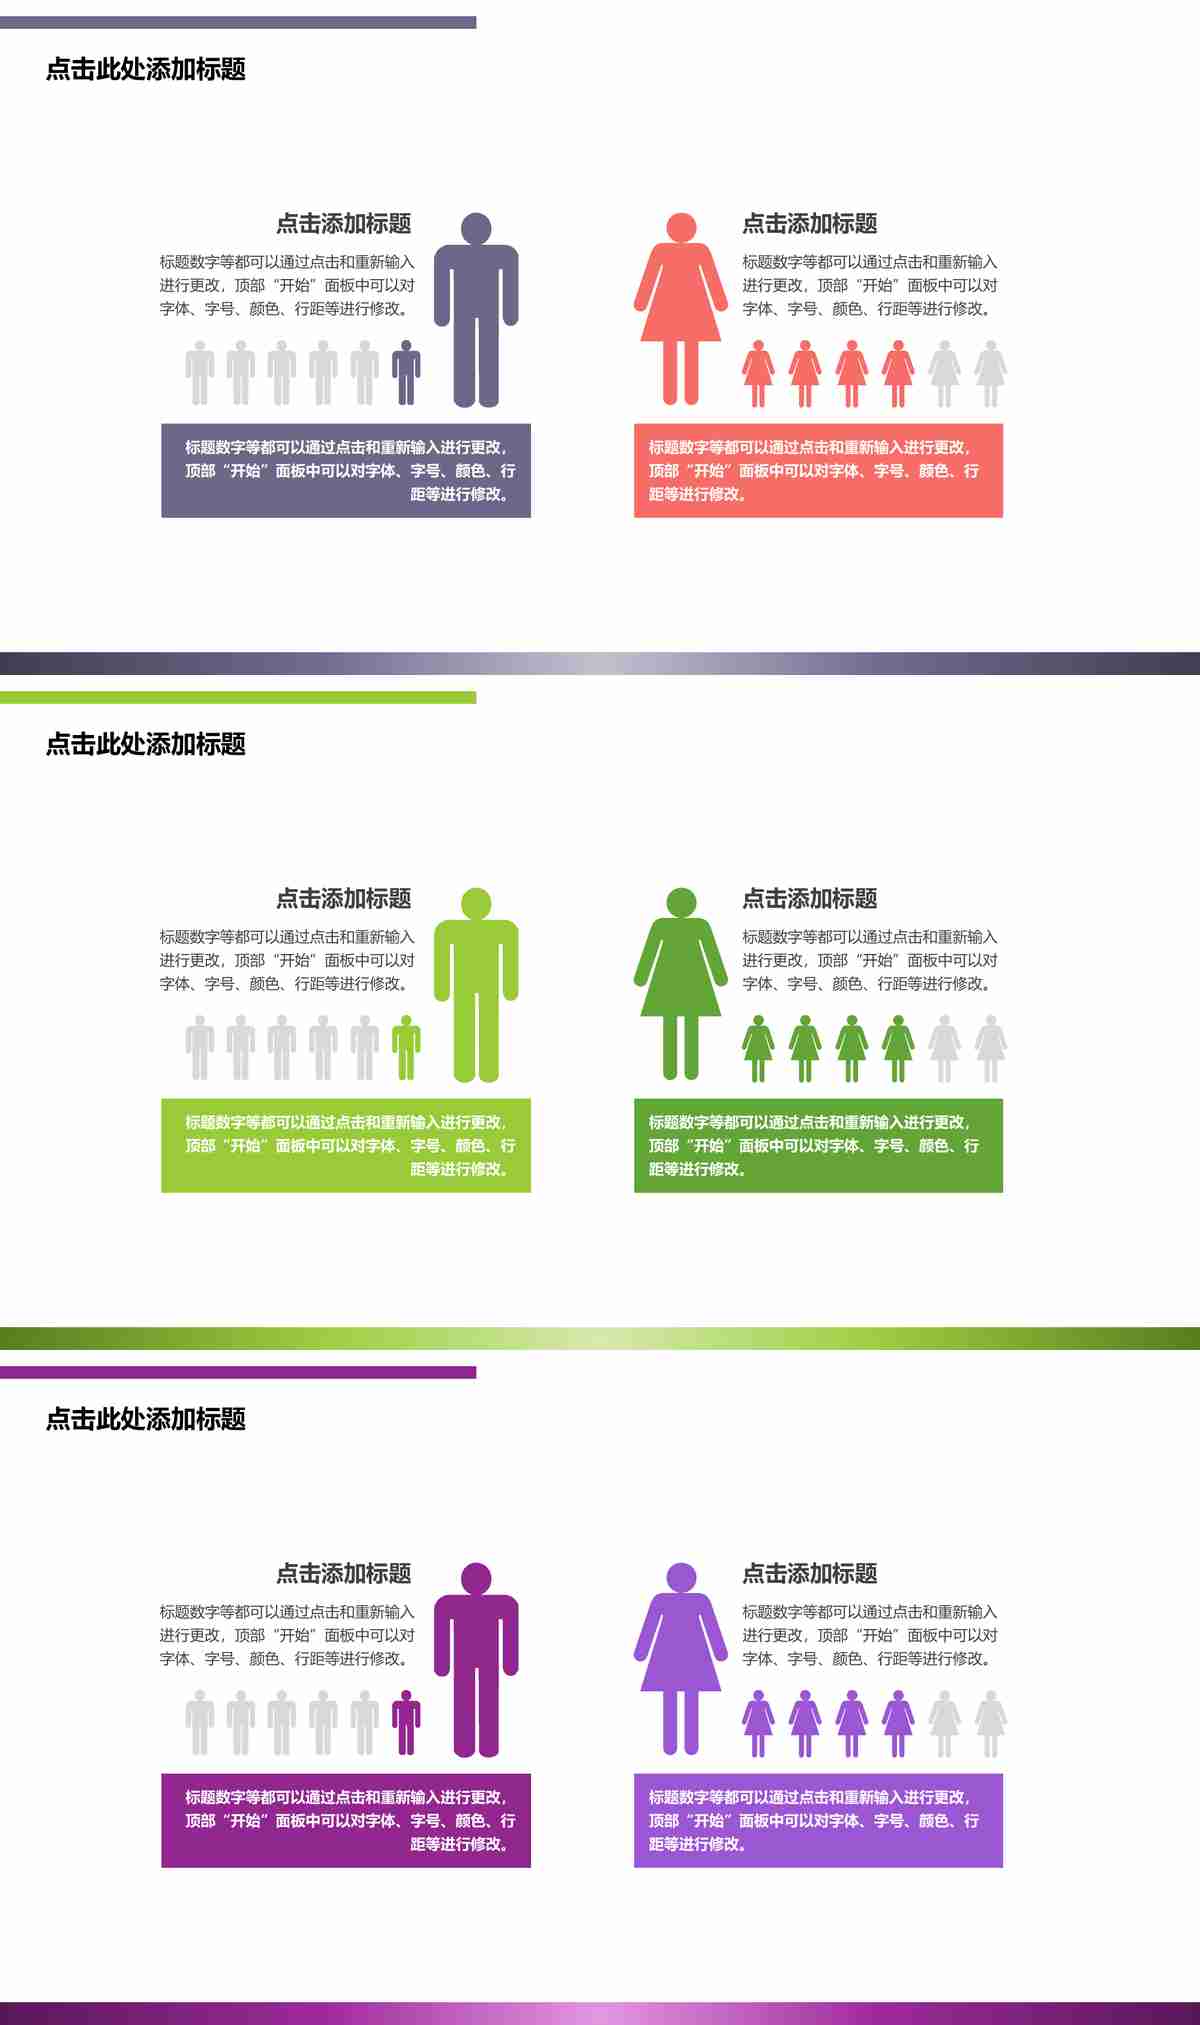 点击此处添加标题
点击添加标题
标题数字等都可以通过点击和重新输入
进行更改，顶部“开始”面板中可以对
字体、字号、颜色、行距等进行修改。
标题数字等都可以通过点击和重新输入进行更改，
顶部“开始”面板中可以对字体、字号、颜色、行
距等进行修改。
点击添加标题
标题数字等都可以通过点击和重新输入
进行更改，顶部“开始”面板中可以对
字体、字号、颜色、行距等进行修改。
标题数字等都可以通过点击和重新输入进行更改，
顶部“开始”面板中可以对字体、字号、颜色、行
距等进行修改。
点击此处添加标题
点击添加标题
标题数字等都可以通过点击和重新输入
进行更改，顶部“开始”面板中可以对
字体、字号、颜色、行距等进行修改。
标题数字等都可以通过点击和重新输入进行更改，
顶部“开始”面板中可以对字体、字号、颜色、行
距等进行修改。
点击添加标题
标题数字等都可以通过点击和重新输入
进行更改，顶部“开始”面板中可以对
字体、字号、颜色、行距等进行修改。
标题数字等都可以通过点击和重新输入进行更改，
顶部“开始”面板中可以对字体、字号、颜色、行
距等进行修改。
点击此处添加标题
点击添加标题
标题数字等都可以通过点击和重新输入
进行更改，顶部“开始”面板中可以对
字体、字号、颜色、行距等进行修改。
标题数字等都可以通过点击和重新输入进行更改，
顶部“开始”面板中可以对字体、字号、颜色、行
距等进行修改。
点击添加标题
标题数字等都可以通过点击和重新输入
进行更改，顶部“开始”面板中可以对
字体、字号、颜色、行距等进行修改。
标题数字等都可以通过点击和重新输入进行更改，
顶部“开始”面板中可以对字体、字号、颜色、行
距等进行修改。